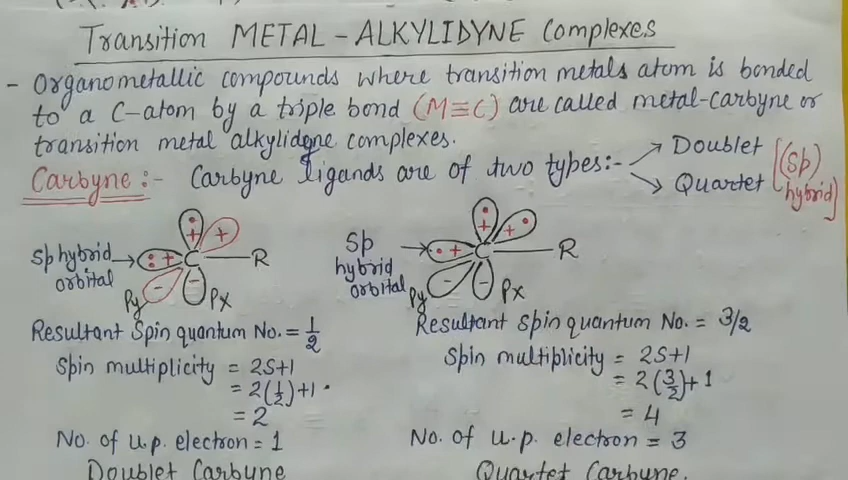 Transition METAL - ALKYLIDYNE Complexes
- Organometallic compounds where transition metals atom is bonded
to a C-atom by a triple bond (M≡C) are called metal-carbyne or
transition metal alkylidyne complexes.
Carbyne :- Carbyne ligands are of two types:- → Doublet
→ Quartet [(Sp) hybrid]
Sp hybrid orbital → C — R
Py Px
Sp hybrid orbital → C — R
Py Px
Resultant Spin quantum No. = 1/2
Spin multiplicity = 2S+1
= 2(1/2)+1
= 2
No. of u.p. electron = 1
Doublet Carbyne
Resultant spin quantum No. = 3/2
Spin multiplicity = 2S+1
= 2(3/2)+1
= 4
No. of u.p. electron = 3
Quartet Carbyne.